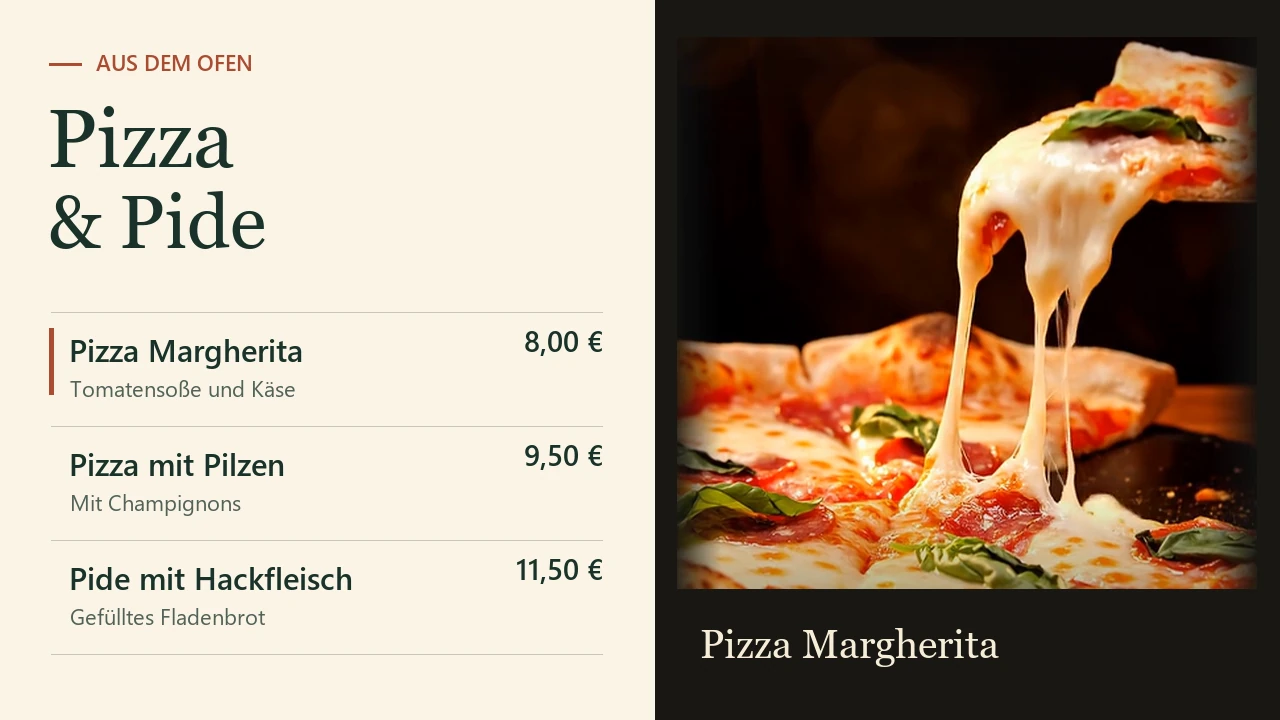 AUS DEM OFEN
Pizza
& Pide
Pizza Margherita 8,00 €
Tomatensoße und Käse
Pizza mit Pilzen 9,50 €
Mit Champignons
Pide mit Hackfleisch 11,50 €
Gefülltes Fladenbrot
Pizza Margherita